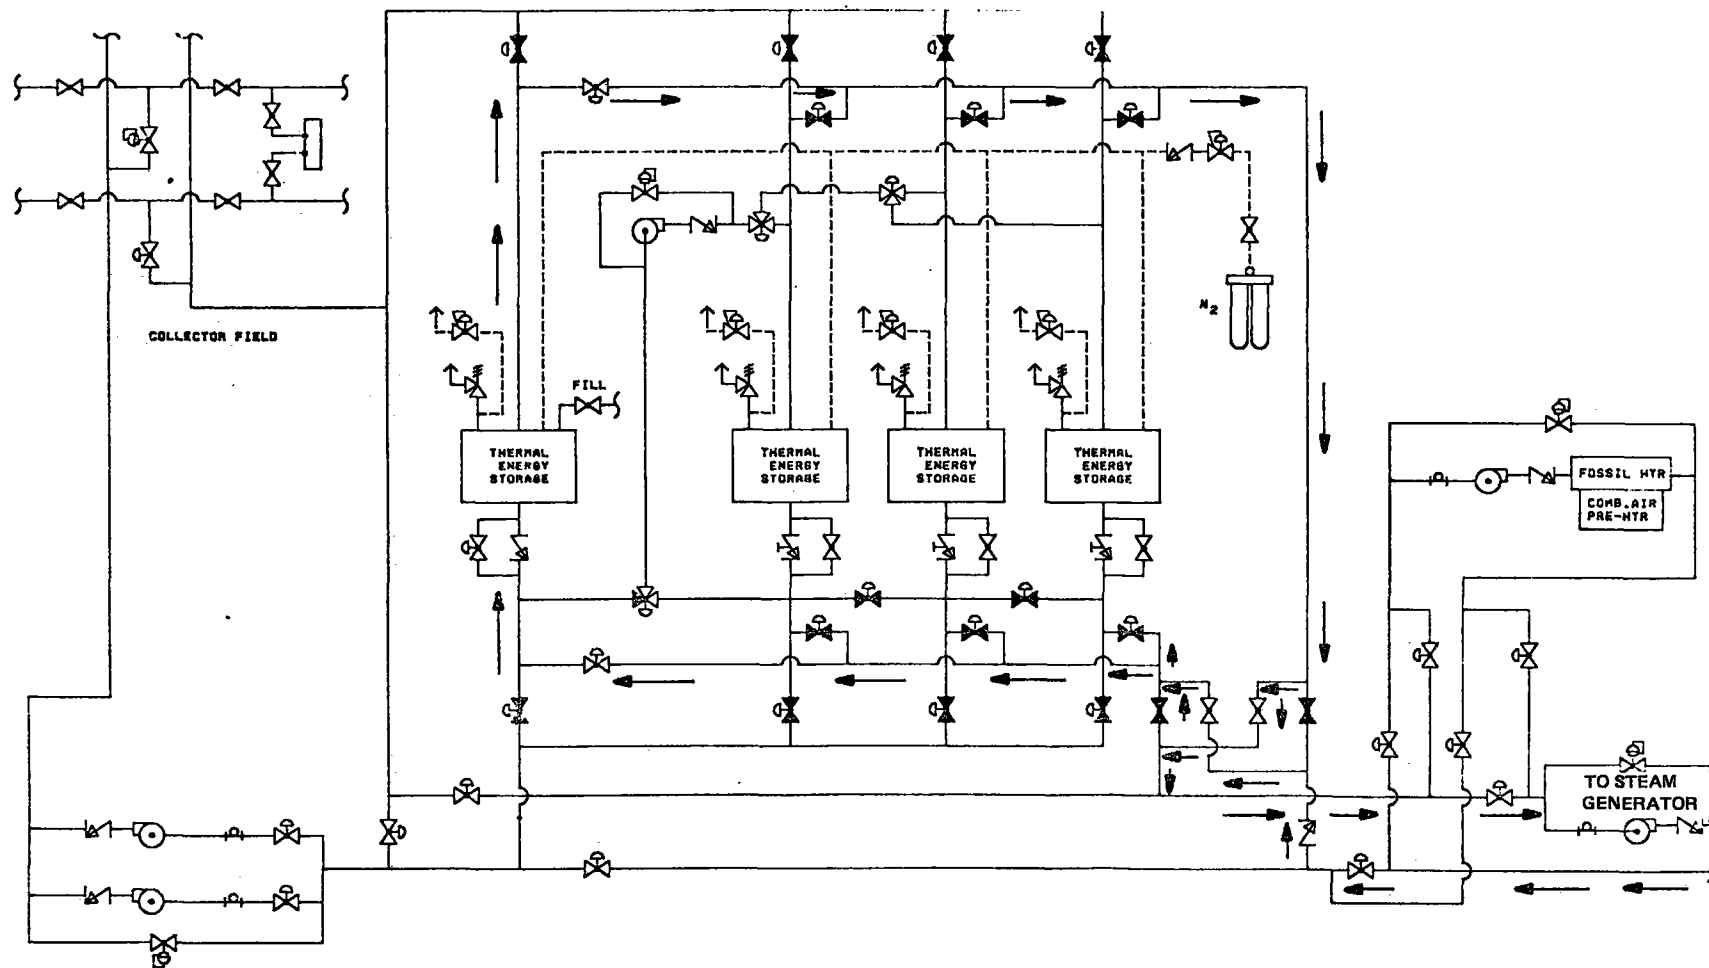 N2
COLLECTOR FIELD
FILL
THERMAL
ENERGY
STORAGE
THERMAL
ENERGY
STORAGE
THERMAL
ENERGY
STORAGE
THERMAL
ENERGY
STORAGE
FOSSIL HTR
COMB.AIR
PRE-HTR
TO STEAM
GENERATOR